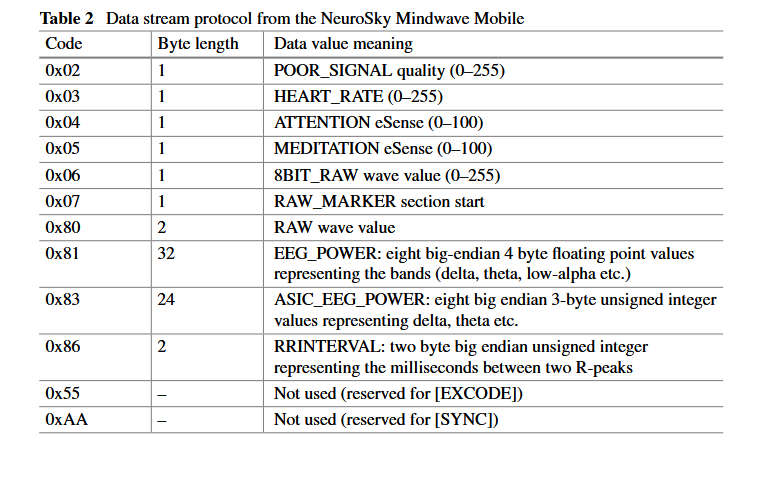 Table 2 Data stream protocol from the NeuroSky Mindwave Mobile
Code Byte length Data value meaning
0x02 1 POOR_SIGNAL quality (0–255)
0x03 1 HEART_RATE (0–255)
0x04 1 ATTENTION eSense (0–100)
0x05 1 MEDITATION eSense (0–100)
0x06 1 8BIT_RAW wave value (0–255)
0x07 1 RAW_MARKER section start
0x80 2 RAW wave value
0x81 32 EEG_POWER: eight big-endian 4 byte floating point values
representing the bands (delta, theta, low-alpha etc.)
0x83 24 ASIC_EEG_POWER: eight big endian 3-byte unsigned integer
values representing delta, theta etc.
0x86 2 RRINTERVAL: two byte big endian unsigned integer
representing the milliseconds between two R-peaks
0x55 – Not used (reserved for [EXCODE])
0xAA – Not used (reserved for [SYNC])